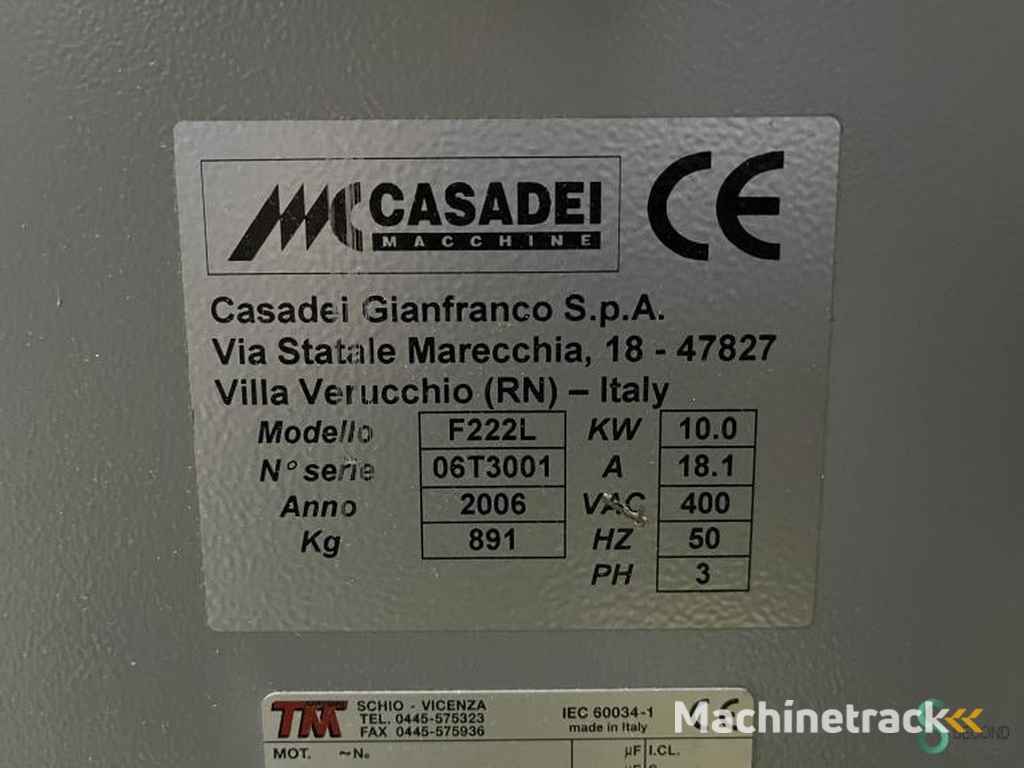 MC CASADEI
MACCHINE
CE
Casadei Gianfranco S.p.A.
Via Statale Marecchia, 18 - 47827
Villa Verucchio (RN) – Italy
Modello F222L KW 10.0
N° serie 06T3001 A 18.1
Anno 2006 VAC 400
Kg 891 HZ 50
PH 3
TM SCHIO - VICENZA
TEL. 0445-575323
FAX 0445-575936
IEC 60034-1
made in Italy
CE
MOT. ~N. µF I.CL.
Machinetrack
SECOND